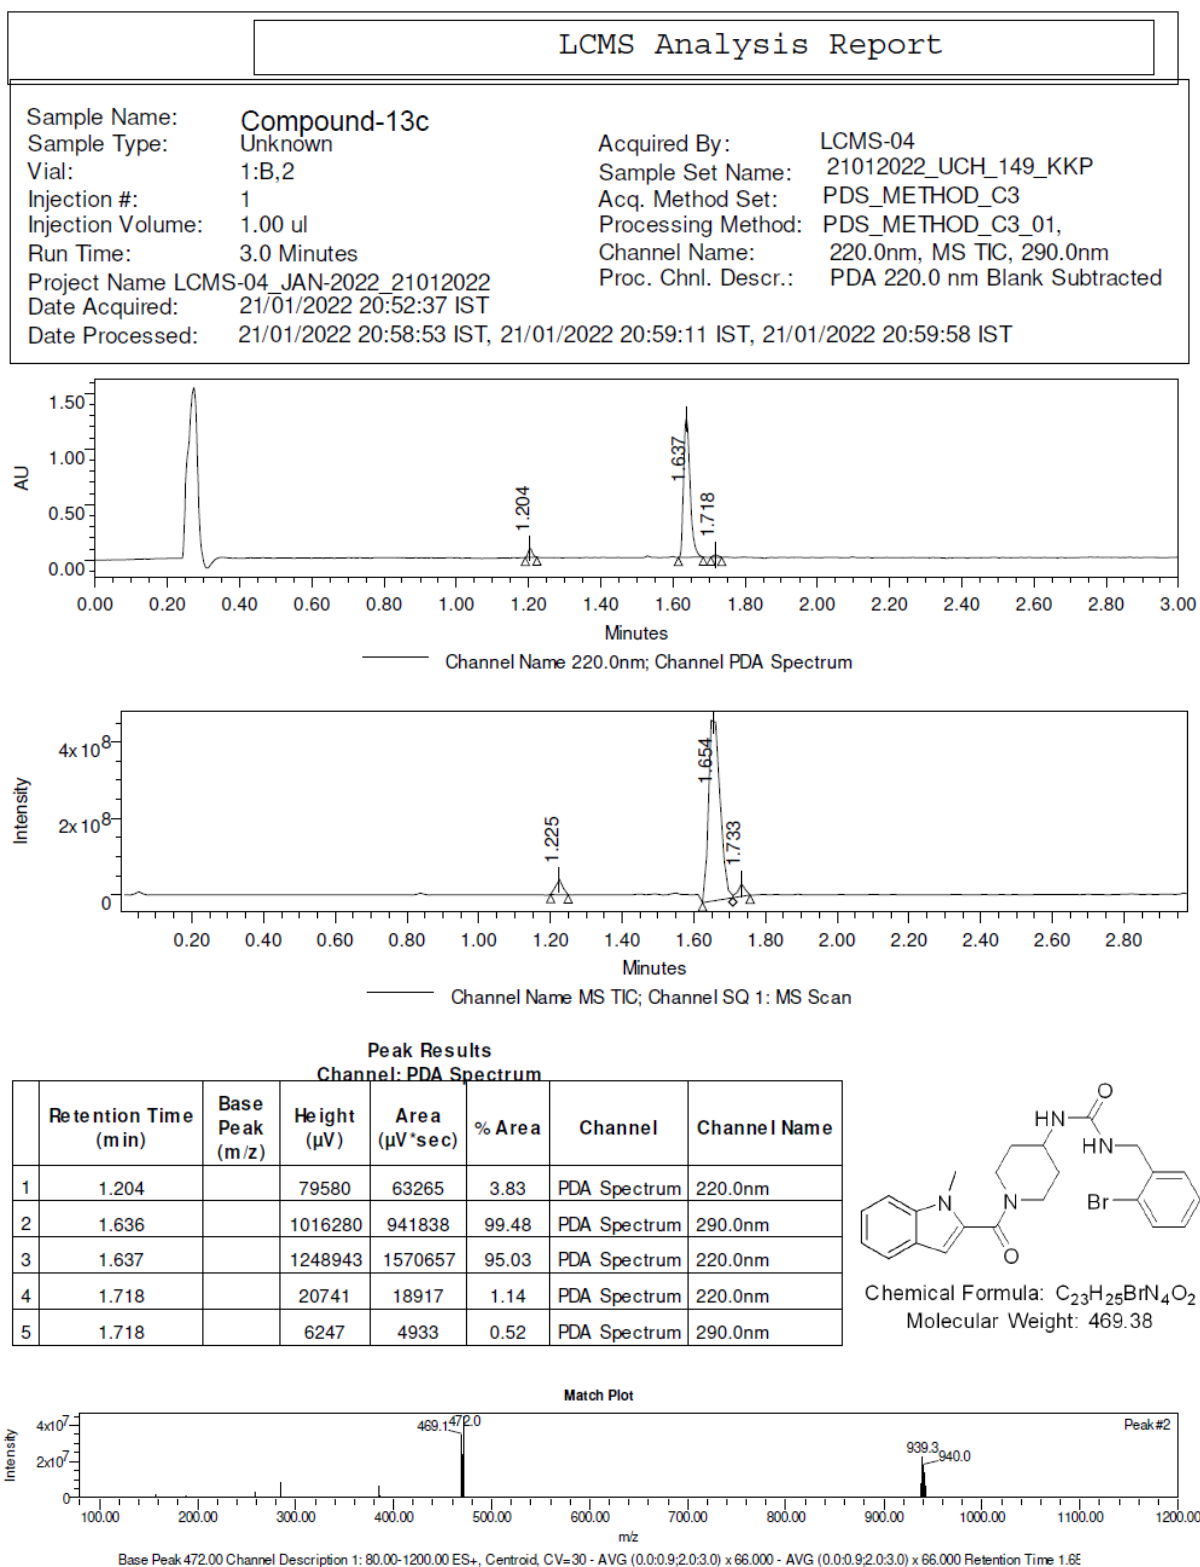 LCMS Analysis Report
Sample Name: Compound-13c
Sample Type: Unknown
Vial: 1:B,2
Injection #: 1
Injection Volume: 1.00 ul
Run Time: 3.0 Minutes
Project Name LCMS-04_JAN-2022_21012022
Date Acquired: 21/01/2022 20:52:37 IST
Date Processed: 21/01/2022 20:58:53 IST, 21/01/2022 20:59:11 IST, 21/01/2022 20:59:58 IST
Acquired By: LCMS-04
Sample Set Name: 21012022_UCH_149_KKP
Acq. Method Set: PDS_METHOD_C3
Processing Method: PDS_METHOD_C3_01,
Channel Name: 220.0nm, MS TIC, 290.0nm
Proc. Chnl. Descr.: PDA 220.0 nm Blank Subtracted
AU
1.50
1.00
0.50
0.00
1.204
1.637
1.718
0.00 0.20 0.40 0.60 0.80 1.00 1.20 1.40 1.60 1.80 2.00 2.20 2.40 2.60 2.80 3.00
Minutes
Channel Name 220.0nm; Channel PDA Spectrum
Intensity
4x10⁸
2x10⁸
0
1.225
1.654
1.733
0.20 0.40 0.60 0.80 1.00 1.20 1.40 1.60 1.80 2.00 2.20 2.40 2.60 2.80
Minutes
Channel Name MS TIC; Channel SQ 1: MS Scan
Peak Results
Channel: PDA Spectrum
Retention Time (min) Base Peak (m/z) Height (µV) Area (µV*sec) % Area Channel Channel Name
1 1.204 79580 63265 3.83 PDA Spectrum 220.0nm
2 1.636 1016280 941838 99.48 PDA Spectrum 290.0nm
3 1.637 1248943 1570657 95.03 PDA Spectrum 220.0nm
4 1.718 20741 18917 1.14 PDA Spectrum 220.0nm
5 1.718 6247 4933 0.52 PDA Spectrum 290.0nm
O
HN
HN
N
N
Br
O
Chemical Formula: C₂₃H₂₅BrN₄O₂
Molecular Weight: 469.38
Match Plot
Intensity
4x10⁷
2x10⁷
0
469.1
472.0
939.3
940.0
Peak#2
100.00 200.00 300.00 400.00 500.00 600.00 700.00 800.00 900.00 1000.00 1100.00 1200.00
m/z
Base Peak 472.00 Channel Description 1: 80.00-1200.00 ES+, Centroid, CV=30 - AVG (0.0:0.9;2.0:3.0) x 66.000 - AVG (0.0:0.9;2.0:3.0) x 66.000 Retention Time